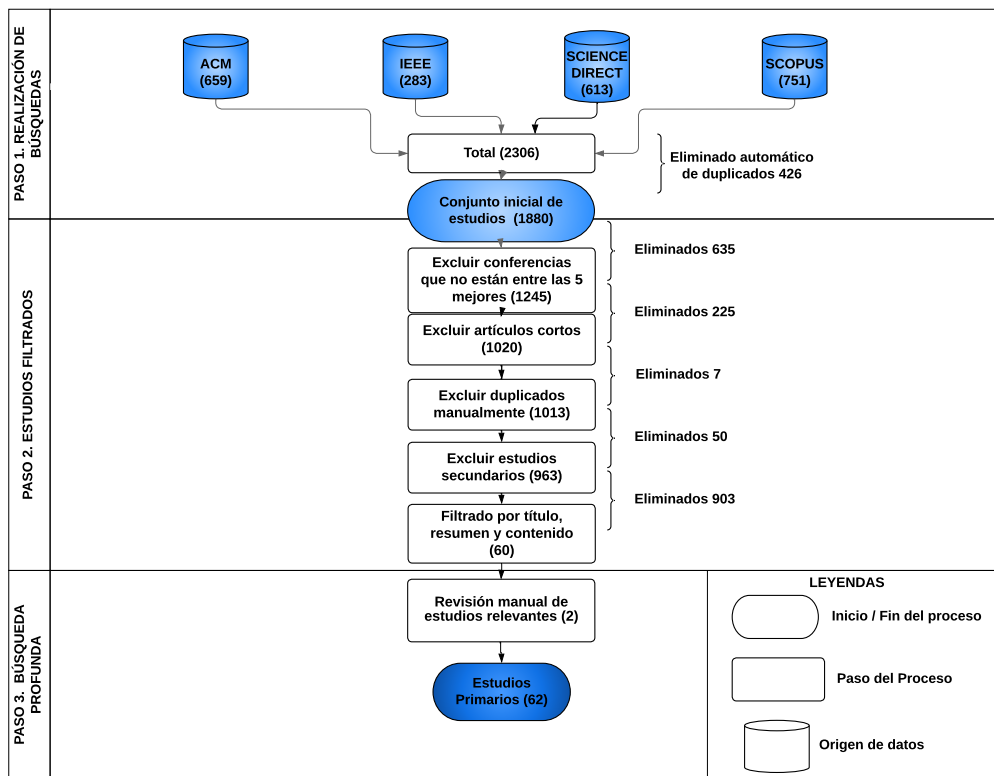 PASO 1. REALIZACIÓN DE
BÚSQUEDAS
ACM
(659)
IEEE
(283)
SCIENCE
DIRECT
(613)
SCOPUS
(751)
Total (2306)
Eliminado automático
de duplicados 426
Conjunto inicial de
estudios (1880)
PASO 2. ESTUDIOS FILTRADOS
Eliminados 635
Excluir conferencias
que no están entre las 5
mejores (1245)
Eliminados 225
Excluir artículos cortos
(1020)
Eliminados 7
Excluir duplicados
manualmente (1013)
Eliminados 50
Excluir estudios
secundarios (963)
Eliminados 903
Filtrado por título,
resumen y contenido
(60)
PASO 3. BÚSQUEDA
PROFUNDA
Revisión manual de
estudios relevantes (2)
Estudios
Primarios (62)
LEYENDAS
Inicio / Fin del proceso
Paso del Proceso
Origen de datos